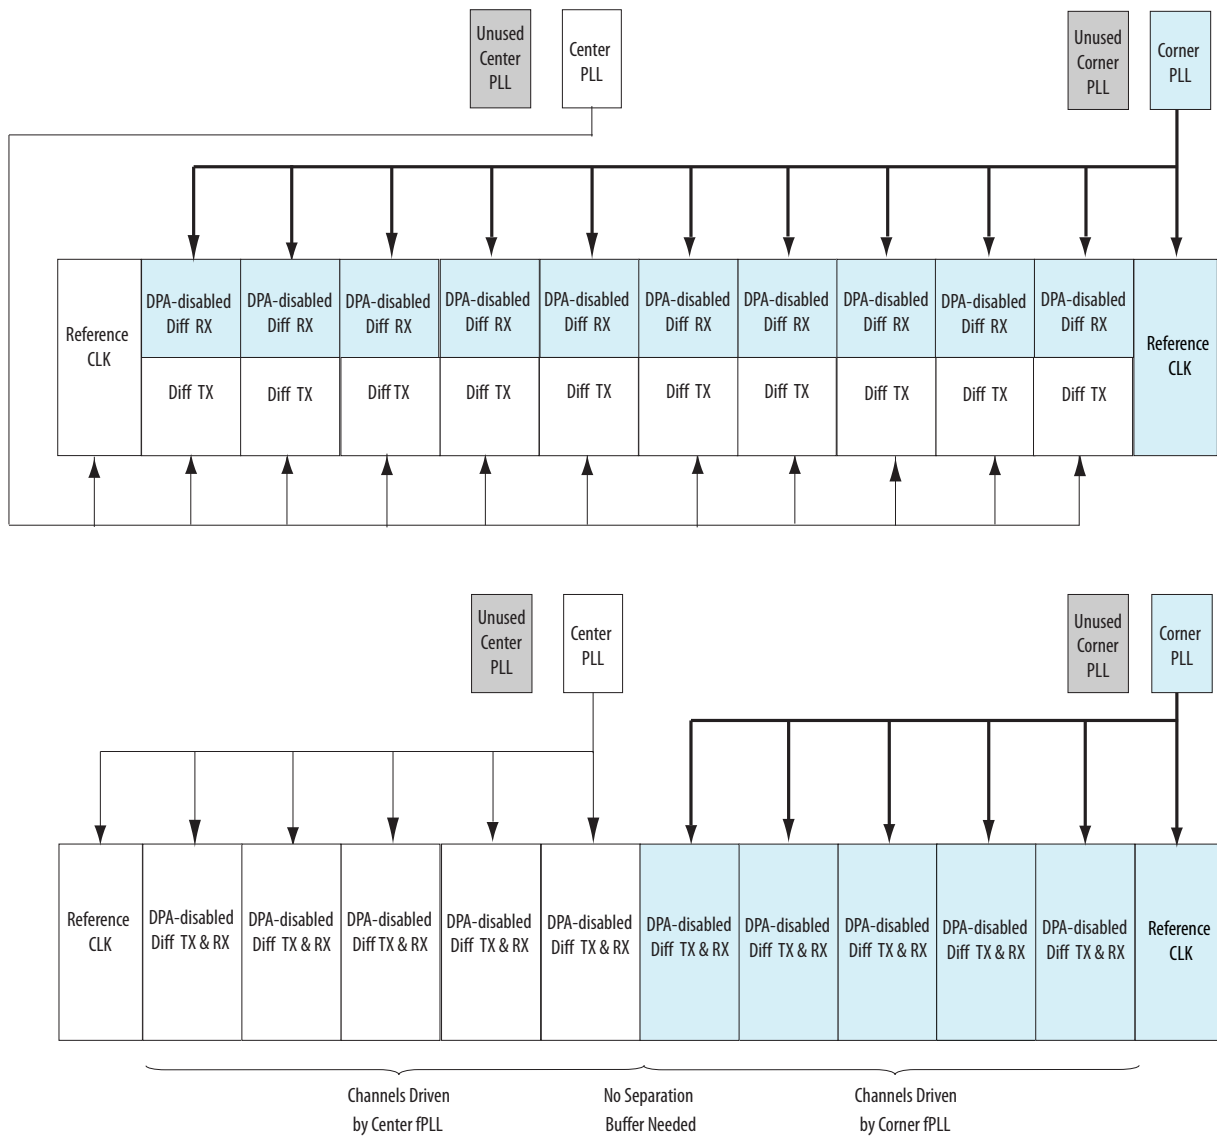 Unused
Center
PLL
Center
PLL
Unused
Corner
PLL
Corner
PLL
Reference
CLK
DPA-disabled
Diff RX
DPA-disabled
Diff RX
DPA-disabled
Diff RX
DPA-disabled
Diff RX
DPA-disabled
Diff RX
DPA-disabled
Diff RX
DPA-disabled
Diff RX
DPA-disabled
Diff RX
DPA-disabled
Diff RX
DPA-disabled
Diff RX
Reference
CLK
Diff TX
Diff TX
Diff TX
Diff TX
Diff TX
Diff TX
Diff TX
Diff TX
Diff TX
Diff TX
Unused
Center
PLL
Center
PLL
Unused
Corner
PLL
Corner
PLL
Reference
CLK
DPA-disabled
Diff TX & RX
DPA-disabled
Diff TX & RX
DPA-disabled
Diff TX & RX
DPA-disabled
Diff TX & RX
DPA-disabled
Diff TX & RX
DPA-disabled
Diff TX & RX
DPA-disabled
Diff TX & RX
DPA-disabled
Diff TX & RX
DPA-disabled
Diff TX & RX
DPA-disabled
Diff TX & RX
Reference
CLK
Channels Driven
by Center fPLL
No Separation
Buffer Needed
Channels Driven
by Corner fPLL